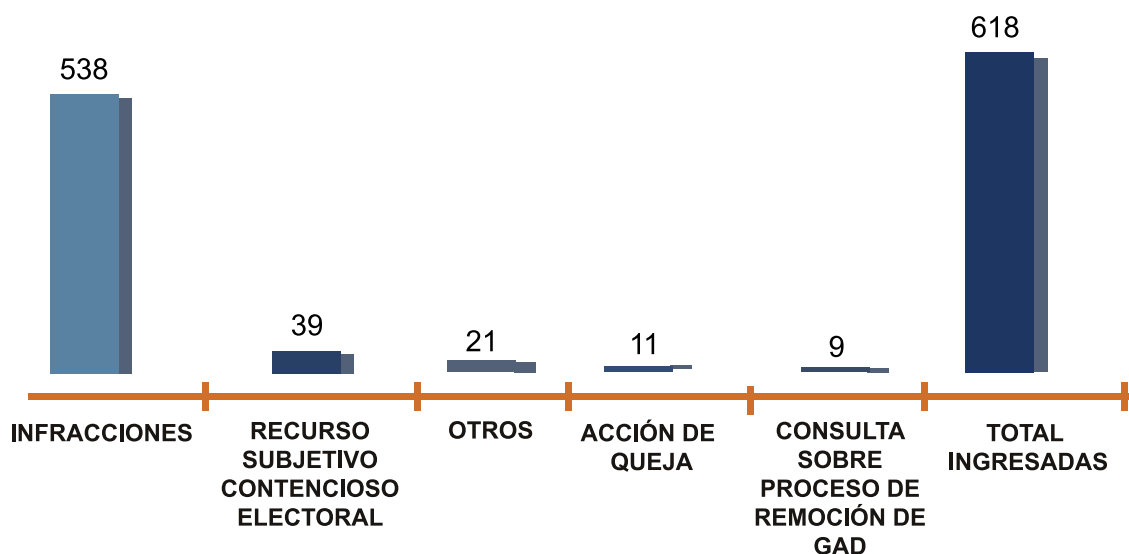 538
39
21
11
9
618
INFRACCIONES
RECURSO
SUBJETIVO
CONTENCIOSO
ELECTORAL
OTROS
ACCIÓN DE
QUEJA
CONSULTA
SOBRE
PROCESO DE
REMOCIÓN DE
GAD
TOTAL
INGRESADAS